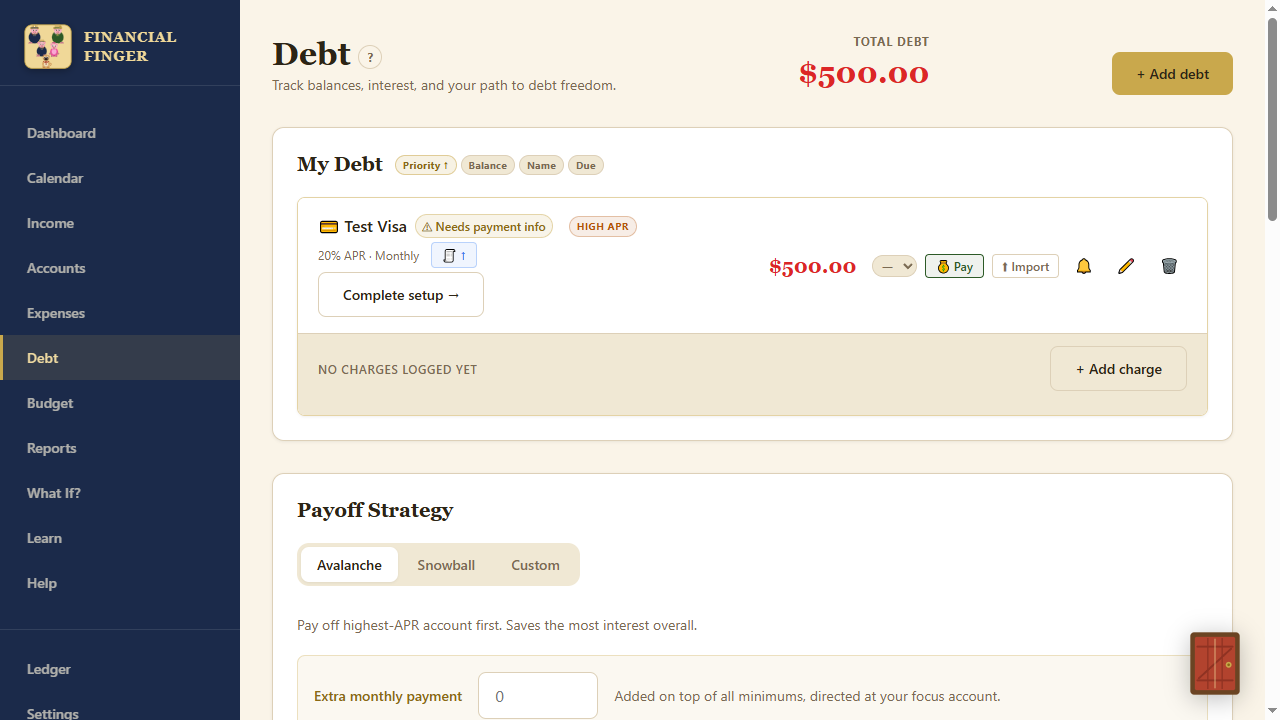 FINANCIAL
FINGER
Dashboard
Calendar
Income
Accounts
Expenses
Debt
Budget
Reports
What If?
Learn
Help
Ledger
Settings
Debt ?
Track balances, interest, and your path to debt freedom.
TOTAL DEBT
$500.00
+ Add debt
My Debt Priority ↑ Balance Name Due
Test Visa ⚠ Needs payment info HIGH APR
20% APR · Monthly ↑
Complete setup →
$500.00 — Pay ⬆ Import
NO CHARGES LOGGED YET
+ Add charge
Payoff Strategy
Avalanche Snowball Custom
Pay off highest-APR account first. Saves the most interest overall.
Extra monthly payment 0 Added on top of all minimums, directed at your focus account.